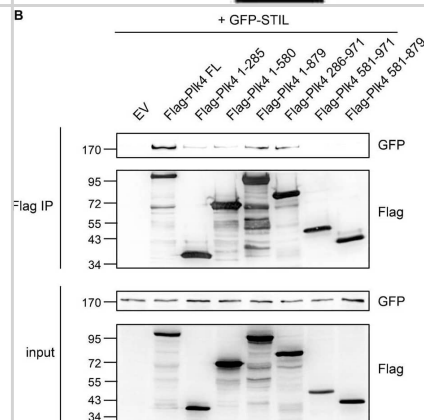 B
+ GFP-STIL
EV
Flag-Plk4 FL
Flag-Plk4 1-285
Flag-Plk4 1-580
Flag-Plk4 1-879
Flag-Plk4 286-971
Flag-Plk4 581-971
Flag-Plk4 581-879
170
GFP
Flag IP
95
72
55
43
34
Flag
170
GFP
input
95
72
55
43
34
Flag